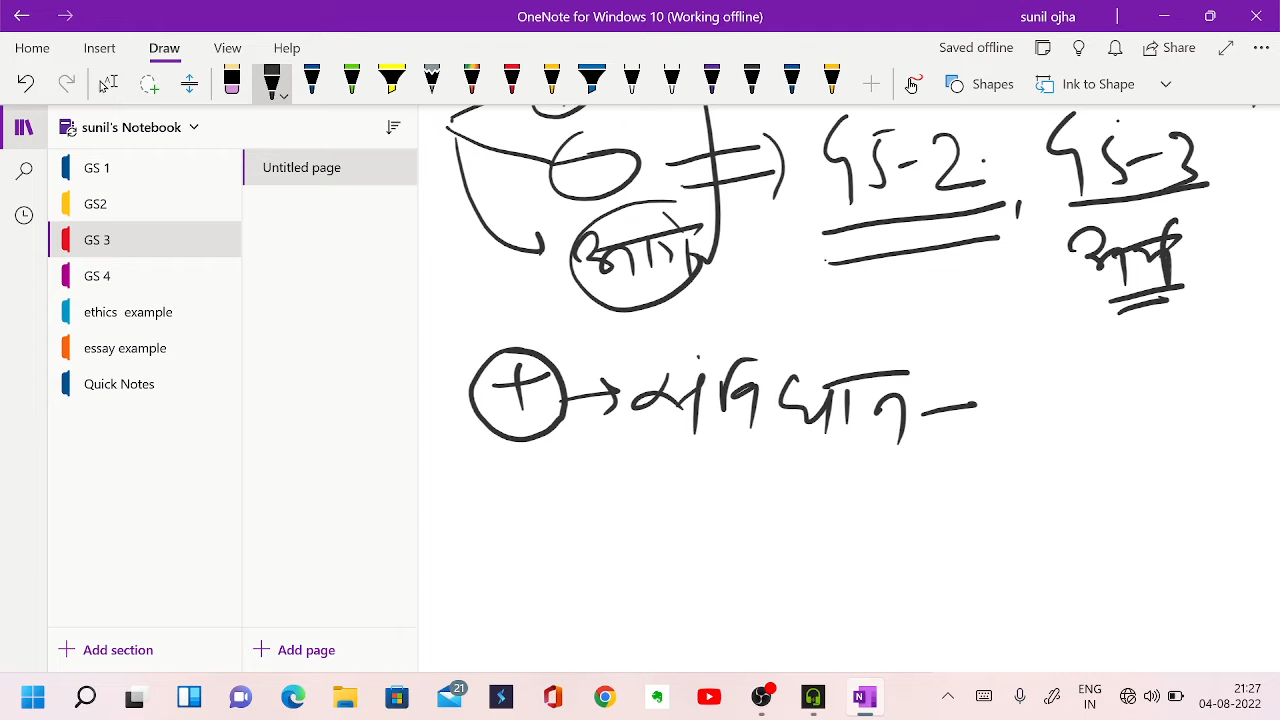 OneNote for Windows 10 (Working offline)
sunil ojha
Home Insert Draw View Help
Saved offline
Share
Shapes
Ink to Shape
sunil's Notebook
GS 1
GS2
GS 3
GS 4
ethics example
essay example
Quick Notes
Untitled page
GS-2, GS-3
+ → संविधान —
Add section
Add page
21
ENG
IN
21:27
04-08-2022